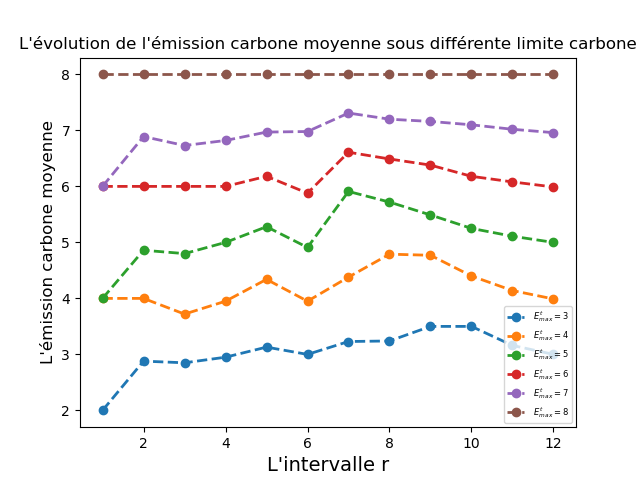 L'évolution de l'émission carbone moyenne sous différente limite carbone
L'émission carbone moyenne
8
7
6
5
4
3
2
E^t_max = 3
E^t_max = 4
E^t_max = 5
E^t_max = 6
E^t_max = 7
E^t_max = 8
2 4 6 8 10 12
L'intervalle r